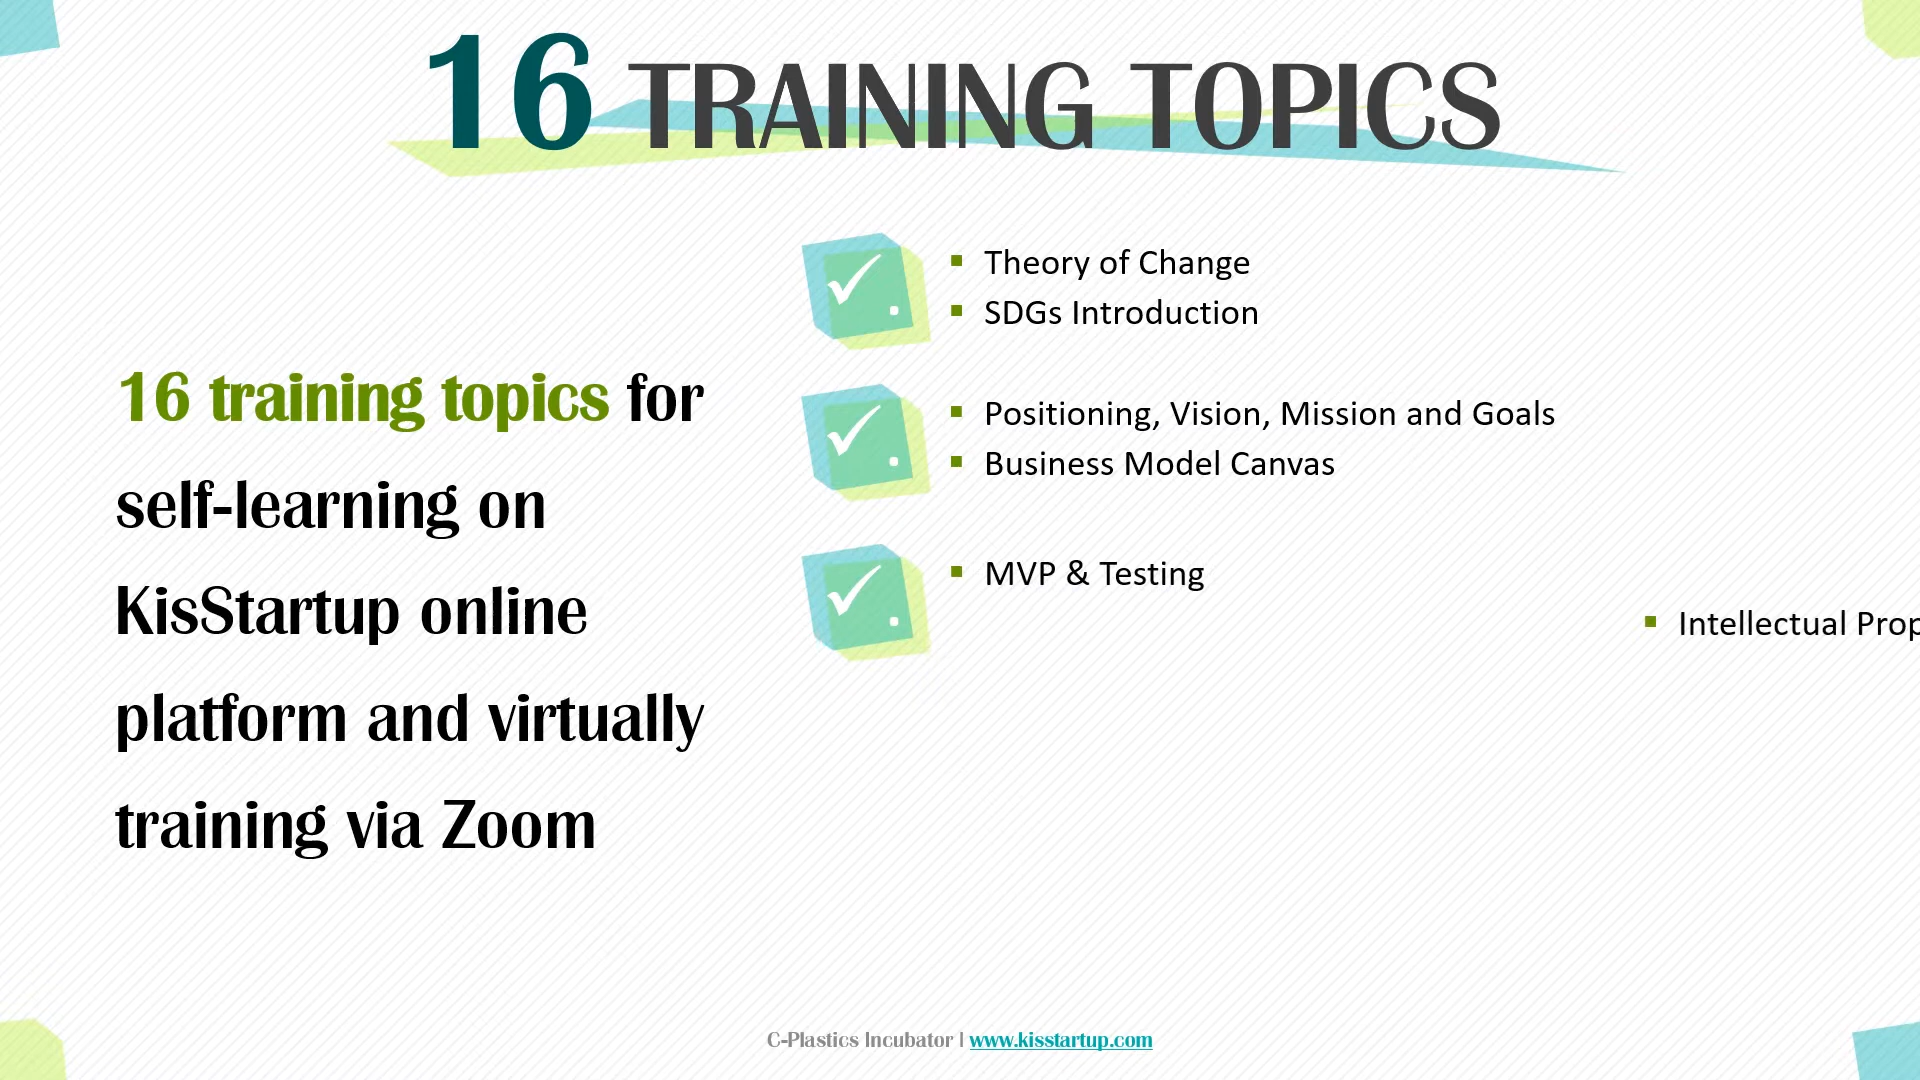 16 TRAINING TOPICS
Theory of Change
SDGs Introduction
16 training topics for
self-learning on
KisStartup online
platform and virtually
training via Zoom
Positioning, Vision, Mission and Goals
Business Model Canvas
MVP & Testing
Intellectual
C-Plastics Incubator | www.kisstartup.com